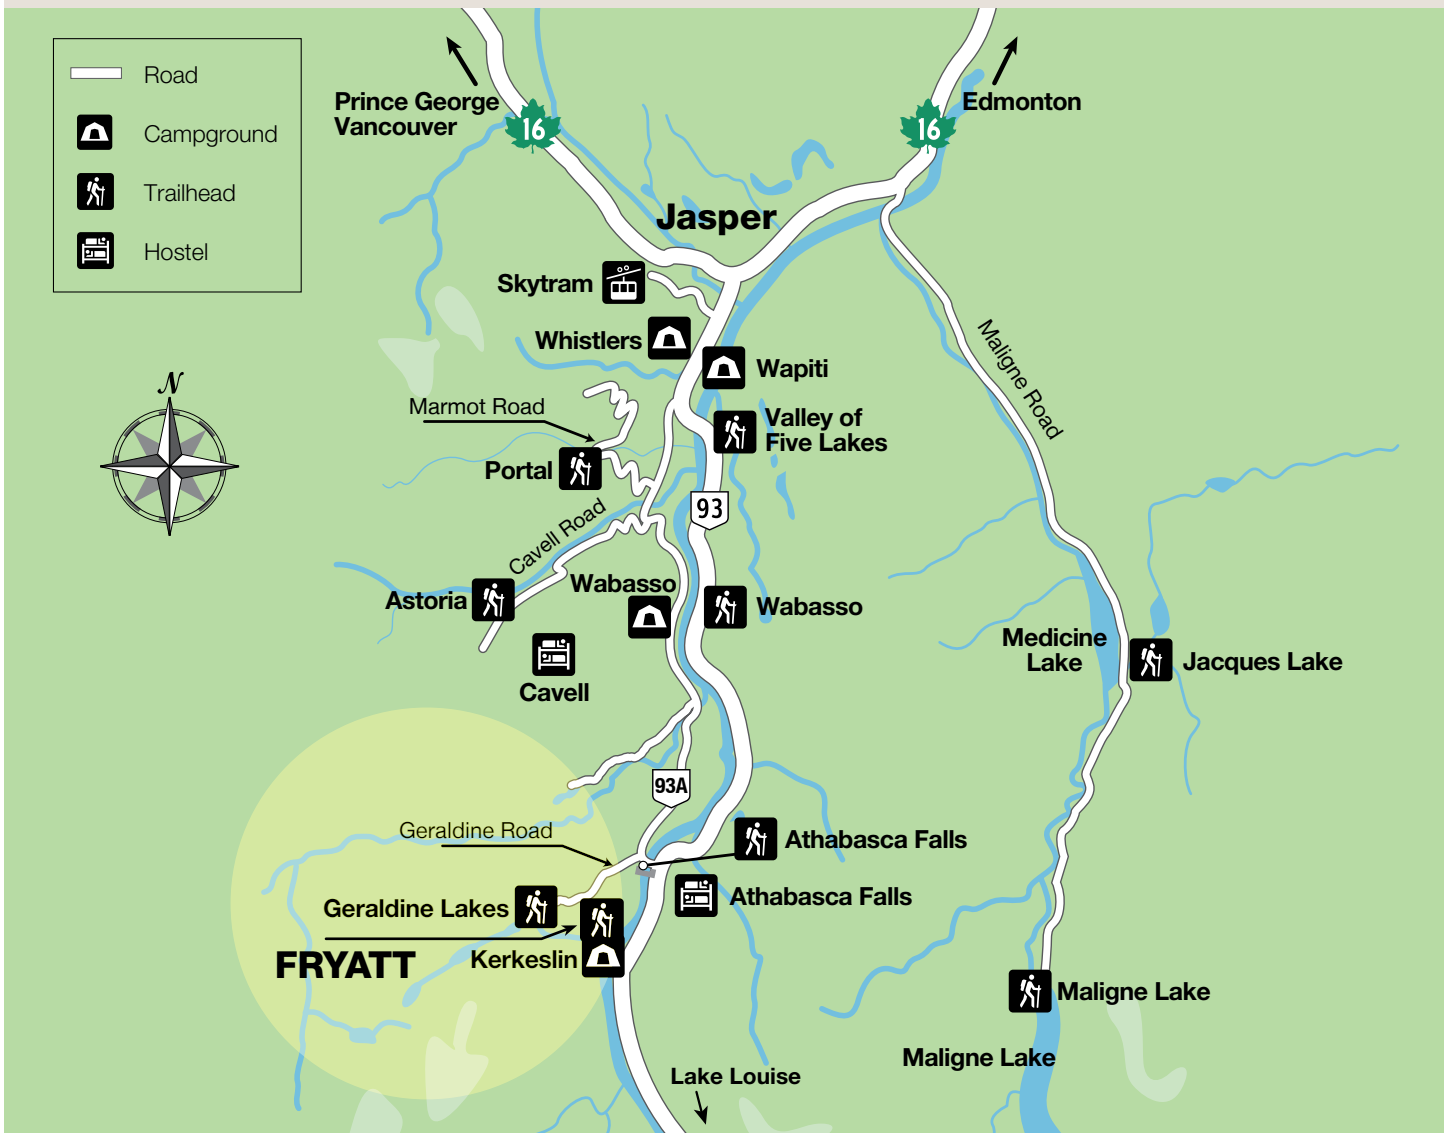 Road
Campground
Trailhead
Hostel
N
Prince George
Vancouver
16
Edmonton
16
Jasper
Skytram
Whistlers
Wapiti
Marmot Road
Valley of
Five Lakes
Maligne Road
Portal
93
Cavell Road
Astoria
Wabasso
Wabasso
Cavell
Medicine
Lake
Jacques Lake
93A
Geraldine Road
Athabasca Falls
Athabasca Falls
Geraldine Lakes
FRYATT
Kerkeslin
Maligne Lake
Maligne Lake
Lake Louise